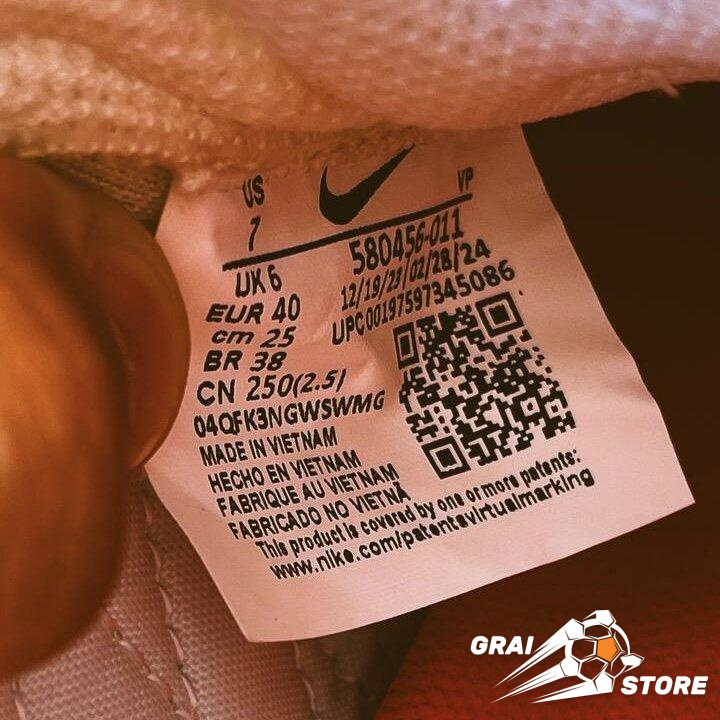 US VP
7
580456-011
UK 6 12/19/23/02/28/24
EUR 40 UPC00197597345086
cm 25
BR 38
CN 250(2.5)
04QFK3NGWSWMG
MADE IN VIETNAM
HECHO EN VIETNAM
FABRIQUE AU VIETNAM
FABRICADO NO VIETNÃ
This product is covered by one or more patents:
www.nike.com/patentsvirtualmarking
GRAI
STORE